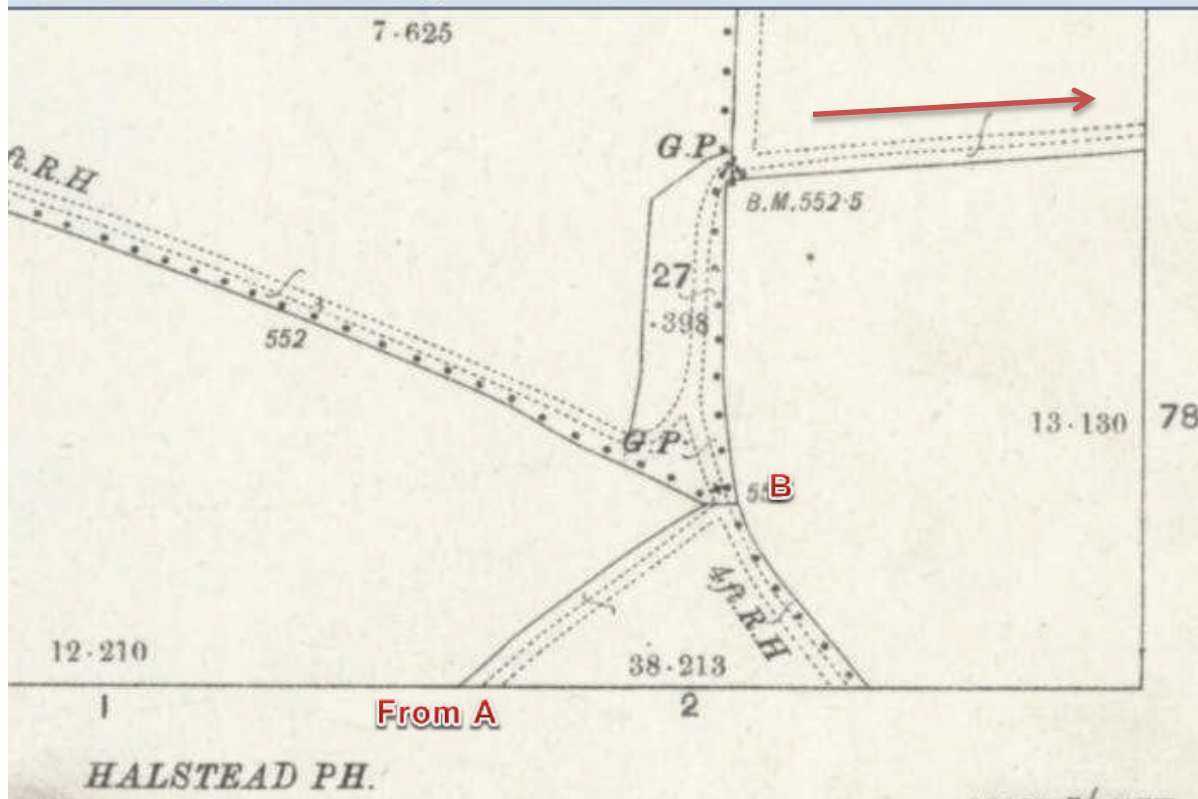 7·625
ft. R.H
G.P.
B.M. 552·5
27
·398
552
13·130
78
G.P.
B
4ft. R.H
12·210
38·213
1
From A
2
HALSTEAD PH.